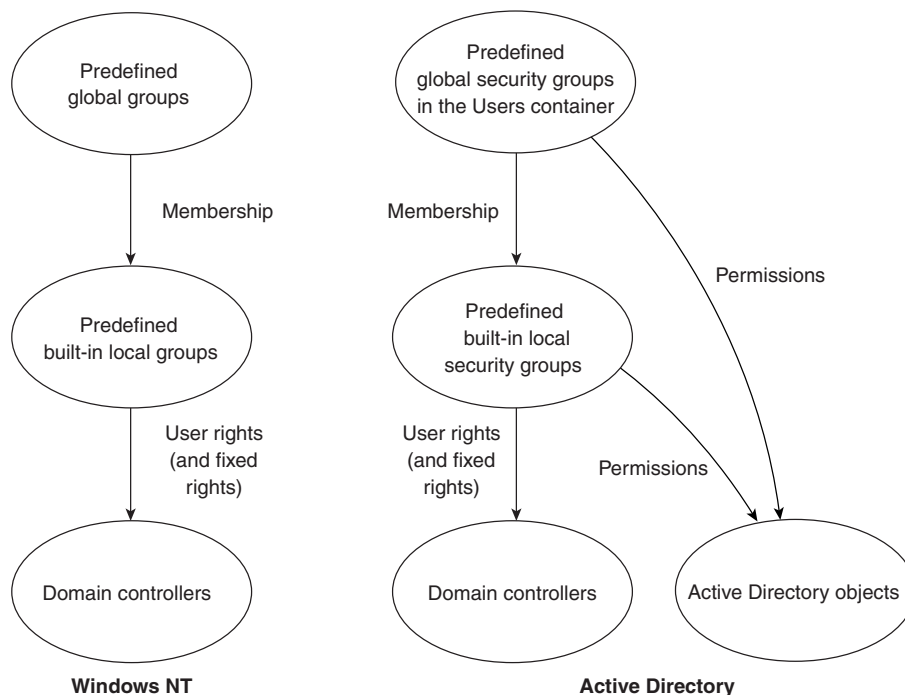 Predefined
global groups
Membership
Predefined
built-in local groups
User rights
(and fixed
rights)
Domain controllers
Windows NT
Predefined
global security groups
in the Users container
Membership
Permissions
Predefined
built-in local
security groups
User rights
(and fixed
rights)
Permissions
Domain controllers
Active Directory objects
Active Directory